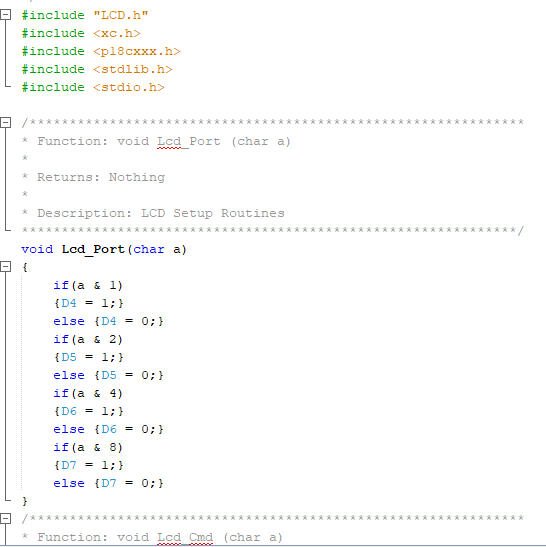 #include "LCD.h"
#include <xc.h>
#include <p18cxxx.h>
#include <stdlib.h>
#include <stdio.h>
/**************************************************************
* Function: void Lcd_Port (char a)
*
* Returns: Nothing
*
* Description: LCD Setup Routines
**************************************************************/
void Lcd_Port(char a)
{
if(a & 1)
{D4 = 1;}
else {D4 = 0;}
if(a & 2)
{D5 = 1;}
else {D5 = 0;}
if(a & 4)
{D6 = 1;}
else {D6 = 0;}
if(a & 8)
{D7 = 1;}
else {D7 = 0;}
}
/**************************************************************
* Function: void Lcd_Cmd (char a)